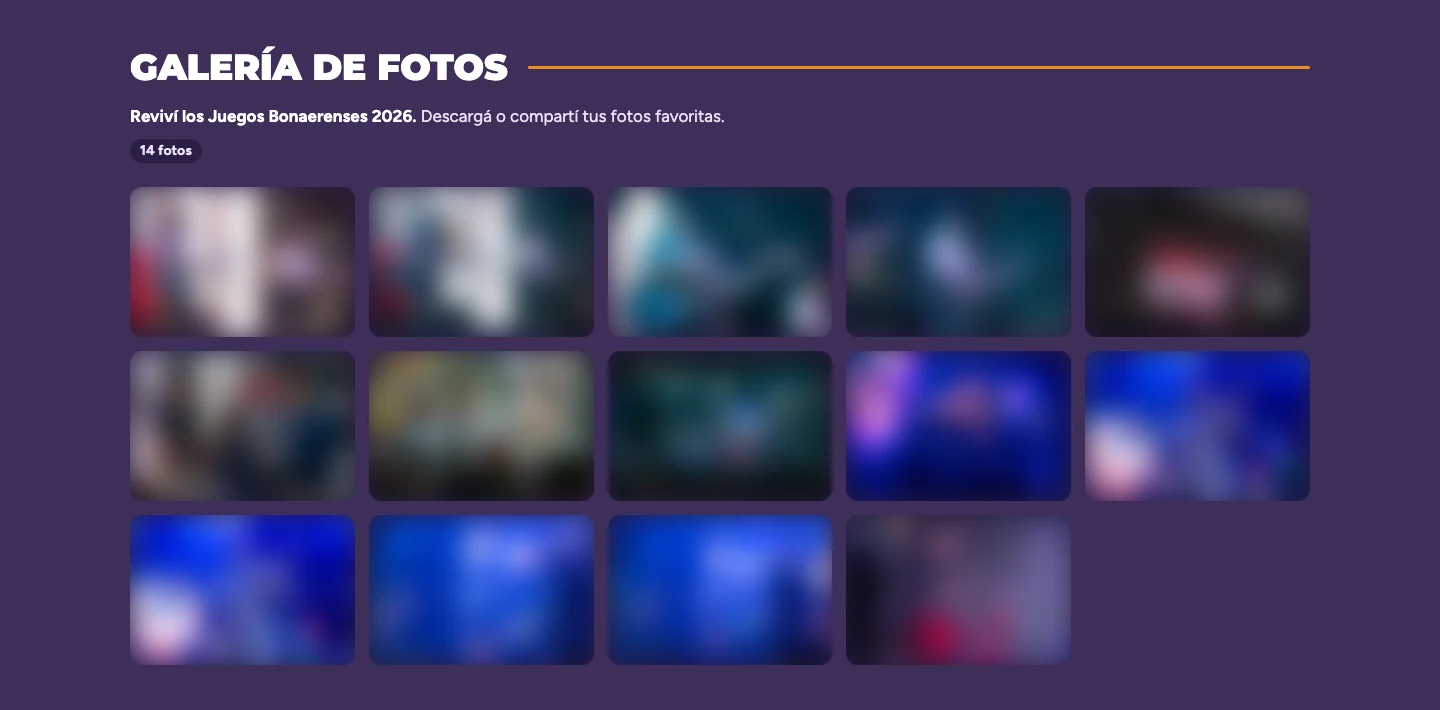 GALERÍA DE FOTOS
Reviví los Juegos Bonaerenses 2026. Descargá o compartí tus fotos favoritas.
14 fotos